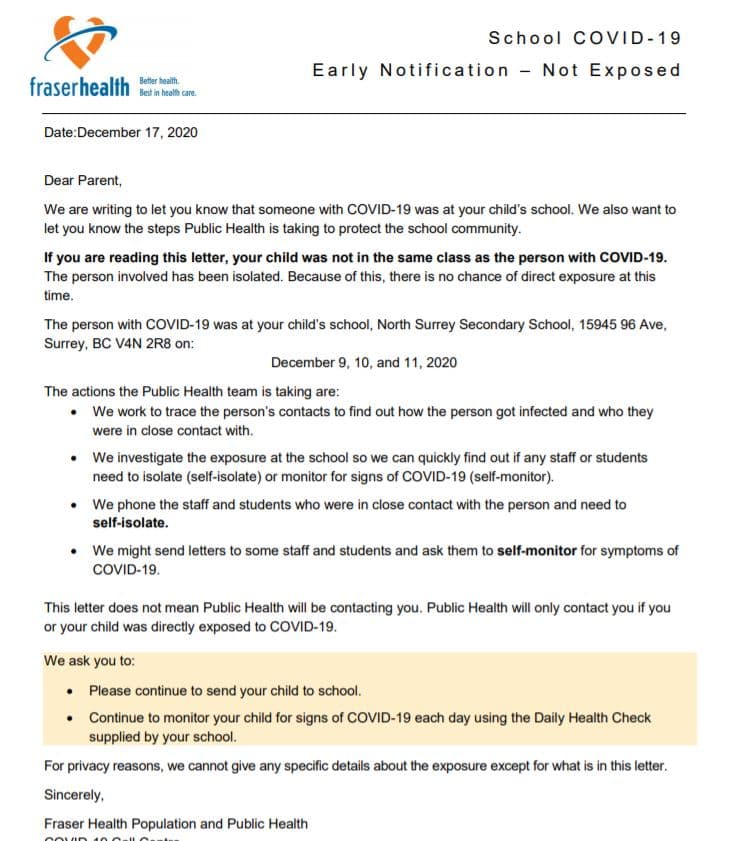 School COVID-19
Early Notification – Not Exposed
fraserhealth
Better health.
Best in health care.
Date:December 17, 2020
Dear Parent,
We are writing to let you know that someone with COVID-19 was at your child's school. We also want to
let you know the steps Public Health is taking to protect the school community.
If you are reading this letter, your child was not in the same class as the person with COVID-19.
The person involved has been isolated. Because of this, there is no chance of direct exposure at this
time.
The person with COVID-19 was at your child's school, North Surrey Secondary School, 15945 96 Ave,
Surrey, BC V4N 2R8 on:
December 9, 10, and 11, 2020
The actions the Public Health team is taking are:
• We work to trace the person's contacts to find out how the person got infected and who they
were in close contact with.
• We investigate the exposure at the school so we can quickly find out if any staff or students
need to isolate (self-isolate) or monitor for signs of COVID-19 (self-monitor).
• We phone the staff and students who were in close contact with the person and need to
self-isolate.
• We might send letters to some staff and students and ask them to self-monitor for symptoms of
COVID-19.
This letter does not mean Public Health will be contacting you. Public Health will only contact you if you
or your child was directly exposed to COVID-19.
We ask you to:
• Please continue to send your child to school.
• Continue to monitor your child for signs of COVID-19 each day using the Daily Health Check
supplied by your school.
For privacy reasons, we cannot give any specific details about the exposure except for what is in this letter.
Sincerely,
Fraser Health Population and Public Health
COVID-19 Call Centre